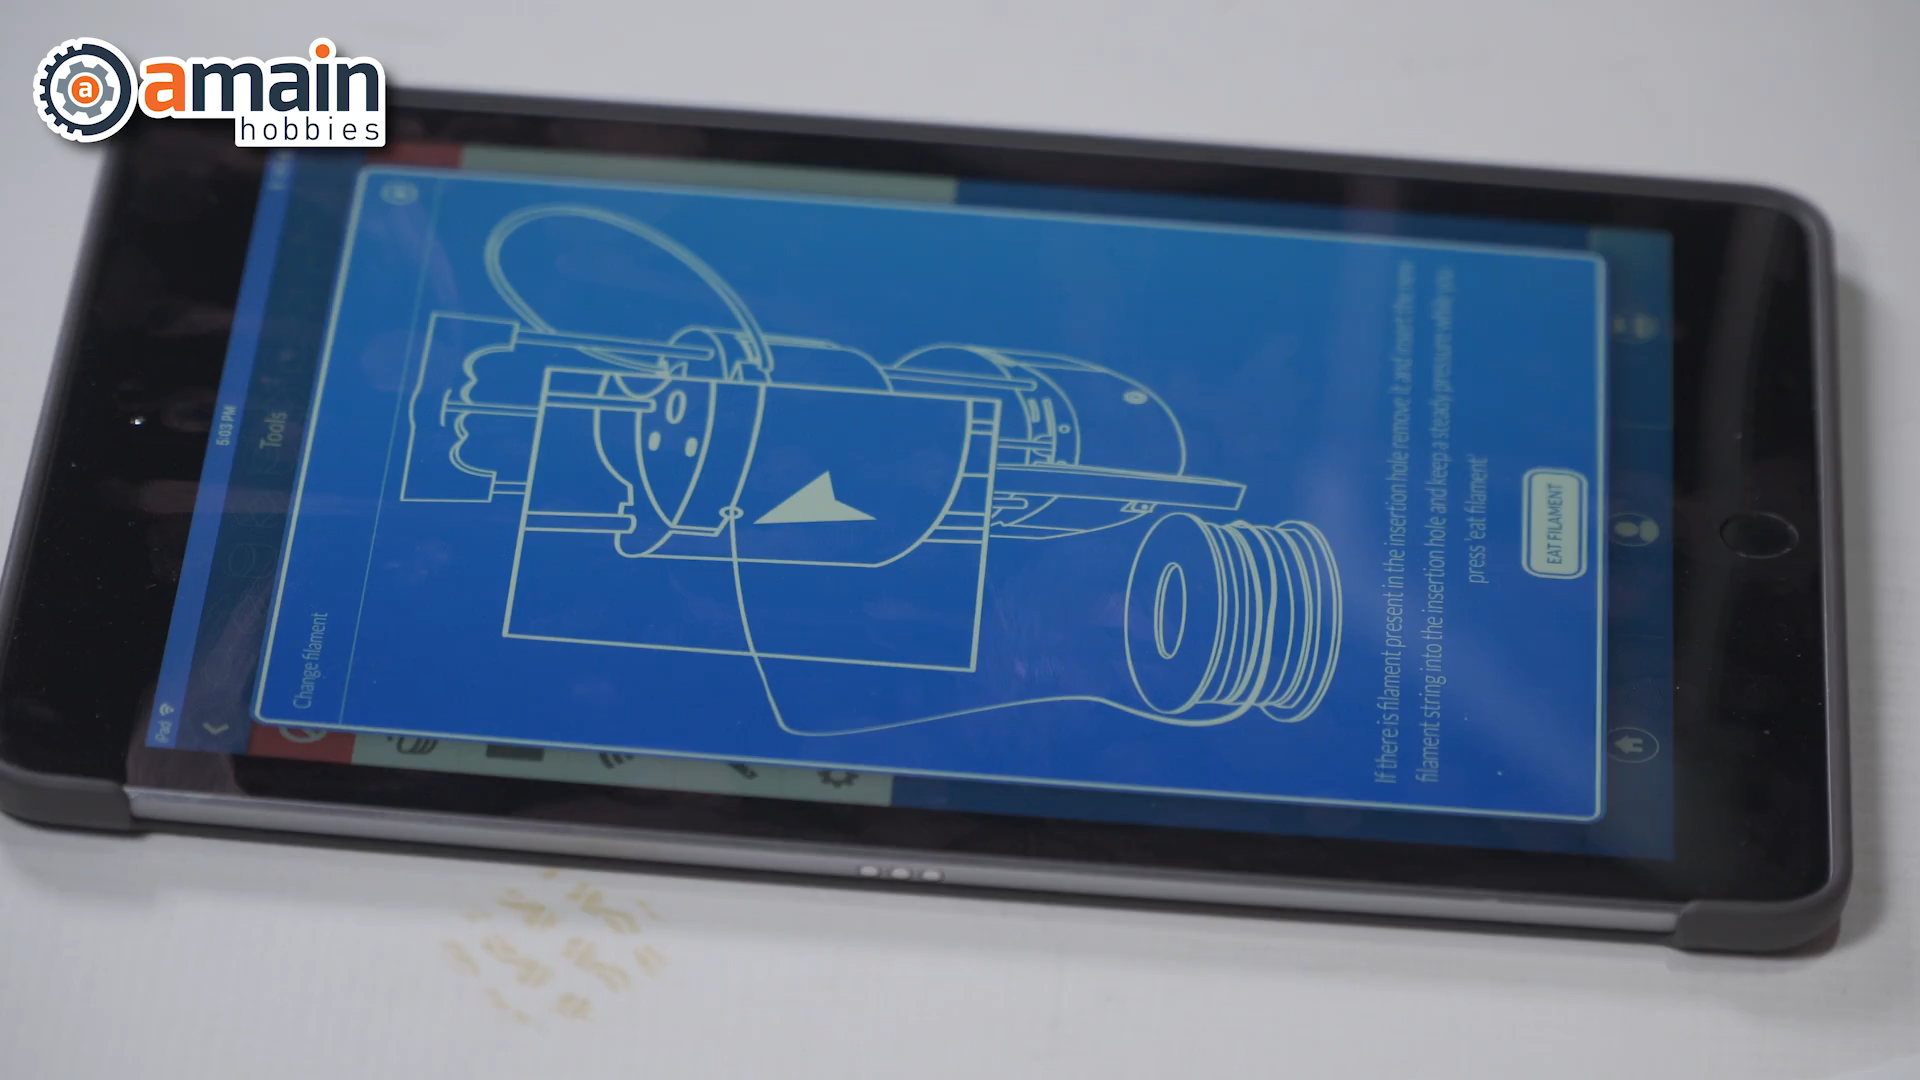 a
amain
hobbies
iPad
5:03 PM
Tools
Change filament
If there is filament present in the insertion hole remove it and insert the new
filament string into the insertion hole and keep a steady pressure while you
press 'eat filament'
EAT FILAMENT